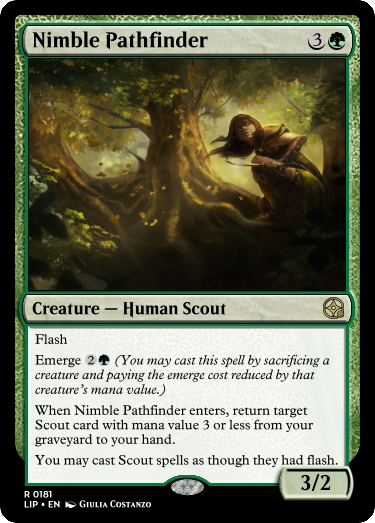 Nimble Pathfinder 3
Creature — Human Scout
Flash
Emerge 2 (You may cast this spell by sacrificing a
creature and paying the emerge cost reduced by that
creature's mana value.)
When Nimble Pathfinder enters, return target
Scout card with mana value 3 or less from your
graveyard to your hand.
You may cast Scout spells as though they had flash.
3/2
R 0181
LIP • EN Giulia Costanzo